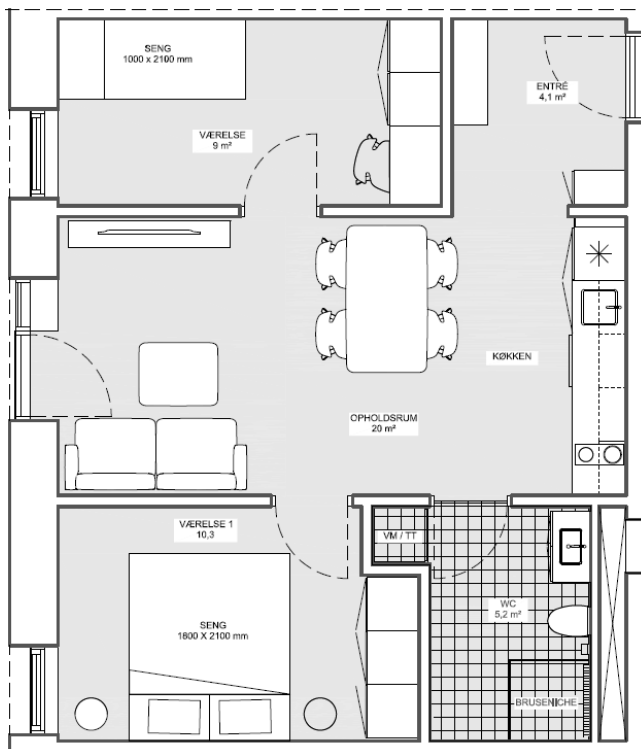 SENG
1000 x 2100 mm
ENTRÉ
4,1 m²
VÆRELSE
9 m²
KØKKEN
OPHOLDSRUM
20 m²
VÆRELSE 1
10,3
VM / TT
WC
5,2 m²
SENG
1800 X 2100 mm
BRUSENICHE